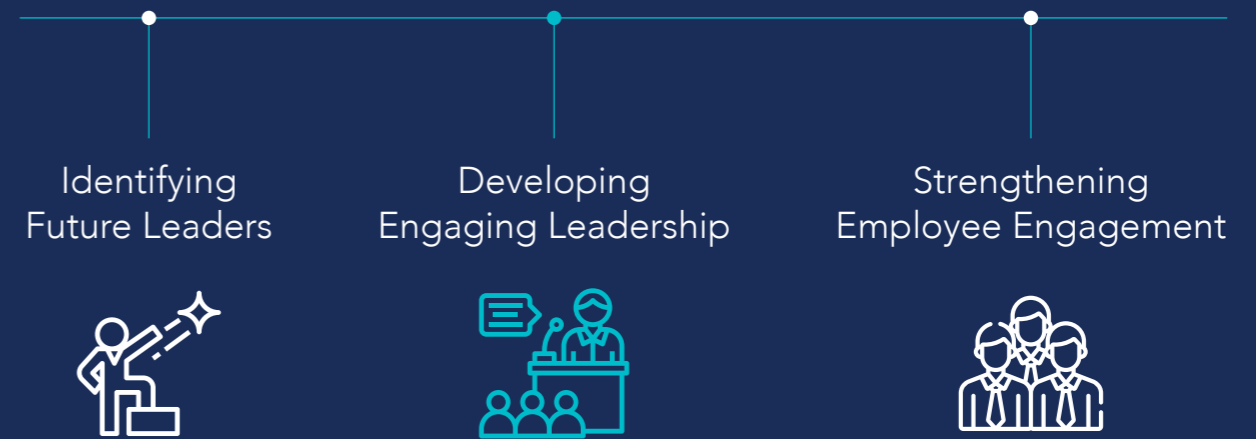 Identifying
Future Leaders
Developing
Engaging Leadership
Strengthening
Employee Engagement